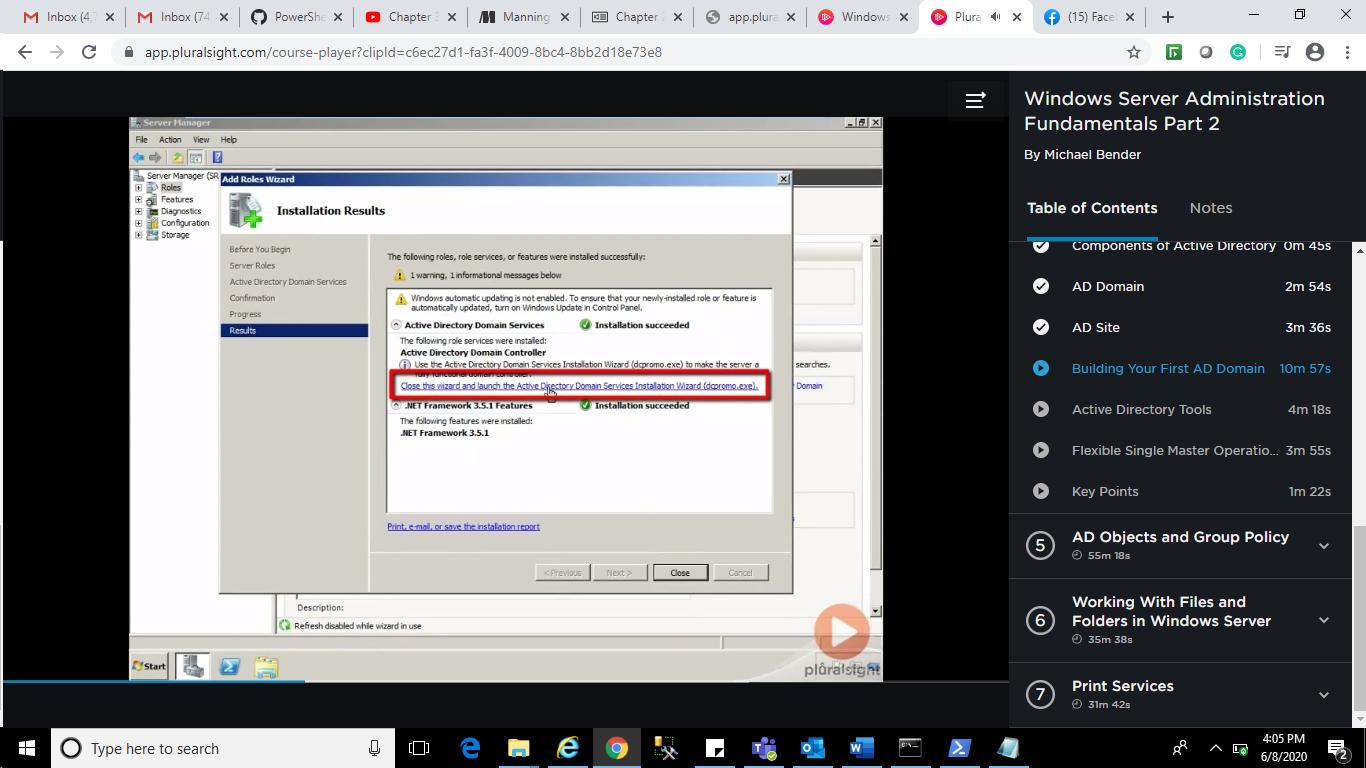 Inbox (4,7
Inbox (74
PowerShe
Chapter 3
Manning
Chapter 2
app.plura
Windows
Plura
(15) Face
app.pluralsight.com/course-player?clipId=c6ec27d1-fa3f-4009-8bc4-8bb2d18e73e8
Server Manager
File Action View Help
Server Manager (SR
Roles
Features
Diagnostics
Configuration
Storage
Add Roles Wizard
Installation Results
Before You Begin
Server Roles
Active Directory Domain Services
Confirmation
Progress
Results
The following roles, role services, or features were installed successfully:
1 warning, 1 informational messages below
Windows automatic updating is not enabled. To ensure that your newly-installed role or feature is
automatically updated, turn on Windows Update in Control Panel.
Active Directory Domain Services Installation succeeded
The following role services were installed:
Active Directory Domain Controller
Use the Active Directory Domain Services Installation Wizard (dcpromo.exe) to make the server a
fully functional domain controller.
Close this wizard and launch the Active Directory Domain Services Installation Wizard (dcpromo.exe).
.NET Framework 3.5.1 Features Installation succeeded
The following features were installed:
.NET Framework 3.5.1
Print, e-mail, or save the installation report
< Previous Next > Close Cancel
searches.
Domain
Description:
Refresh disabled while wizard in use
Start
pluralsight
Windows Server Administration
Fundamentals Part 2
By Michael Bender
Table of Contents Notes
Components of Active Directory 0m 45s
AD Domain 2m 54s
AD Site 3m 36s
Building Your First AD Domain 10m 57s
Active Directory Tools 4m 18s
Flexible Single Master Operatio... 3m 55s
Key Points 1m 22s
5 AD Objects and Group Policy
55m 18s
6 Working With Files and
Folders in Windows Server
35m 38s
7 Print Services
31m 42s
Type here to search
4:05 PM
6/8/2020
2